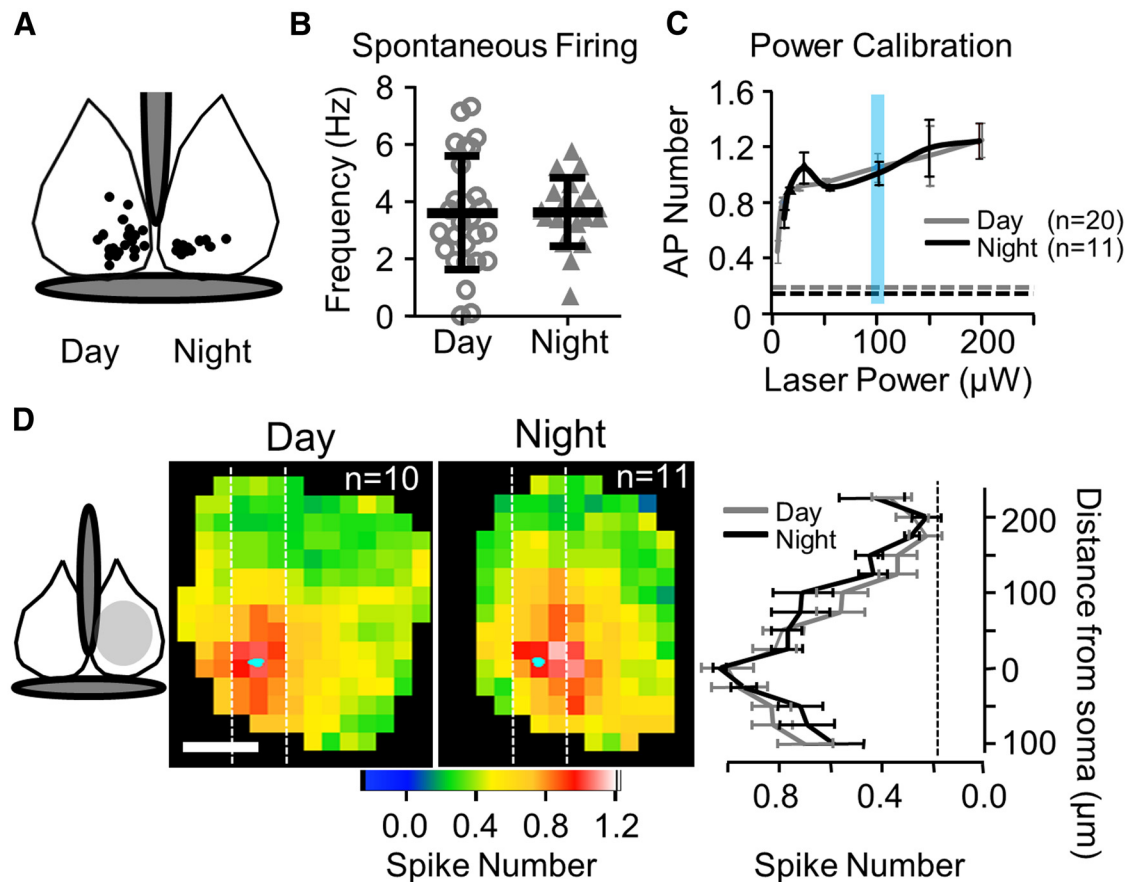 A
Day
Night
B
Spontaneous Firing
Frequency (Hz)
8
6
4
2
0
Day
Night
C
Power Calibration
AP Number
1.6
1.2
0.8
0.4
0
Day (n=20)
Night (n=11)
0
100
200
Laser Power (µW)
D
Day
n=10
Night
n=11
0.0
0.4
0.8
1.2
Spike Number
Day
Night
200
100
0
100
Distance from soma (µm)
0.8
0.4
0.0
Spike Number